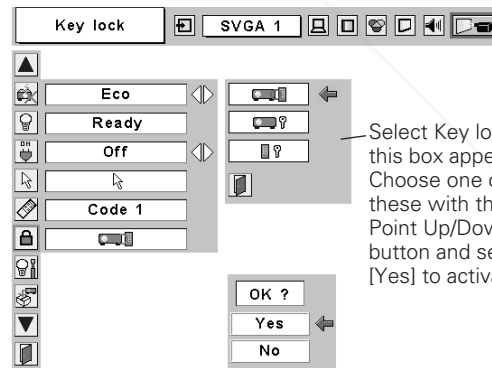 Key lock
SVGA 1
Eco
Ready
ON
Off
Code 1
Select Key lo
this box appe
Choose one o
these with th
Point Up/Dov
button and se
[Yes] to activa
OK ?
Yes
No